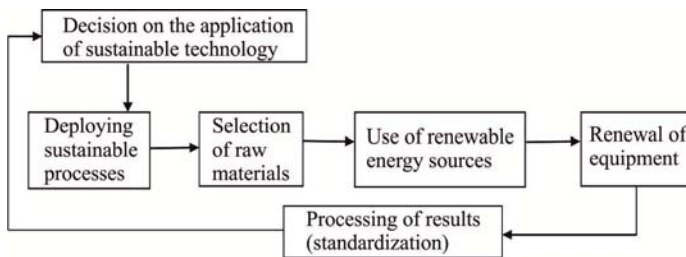 Decision on the application
of sustainable technology
Deploying
sustainable
processes
Selection
of raw
materials
Use of renewable
energy sources
Renewal of
equipment
Processing of results
(standardization)